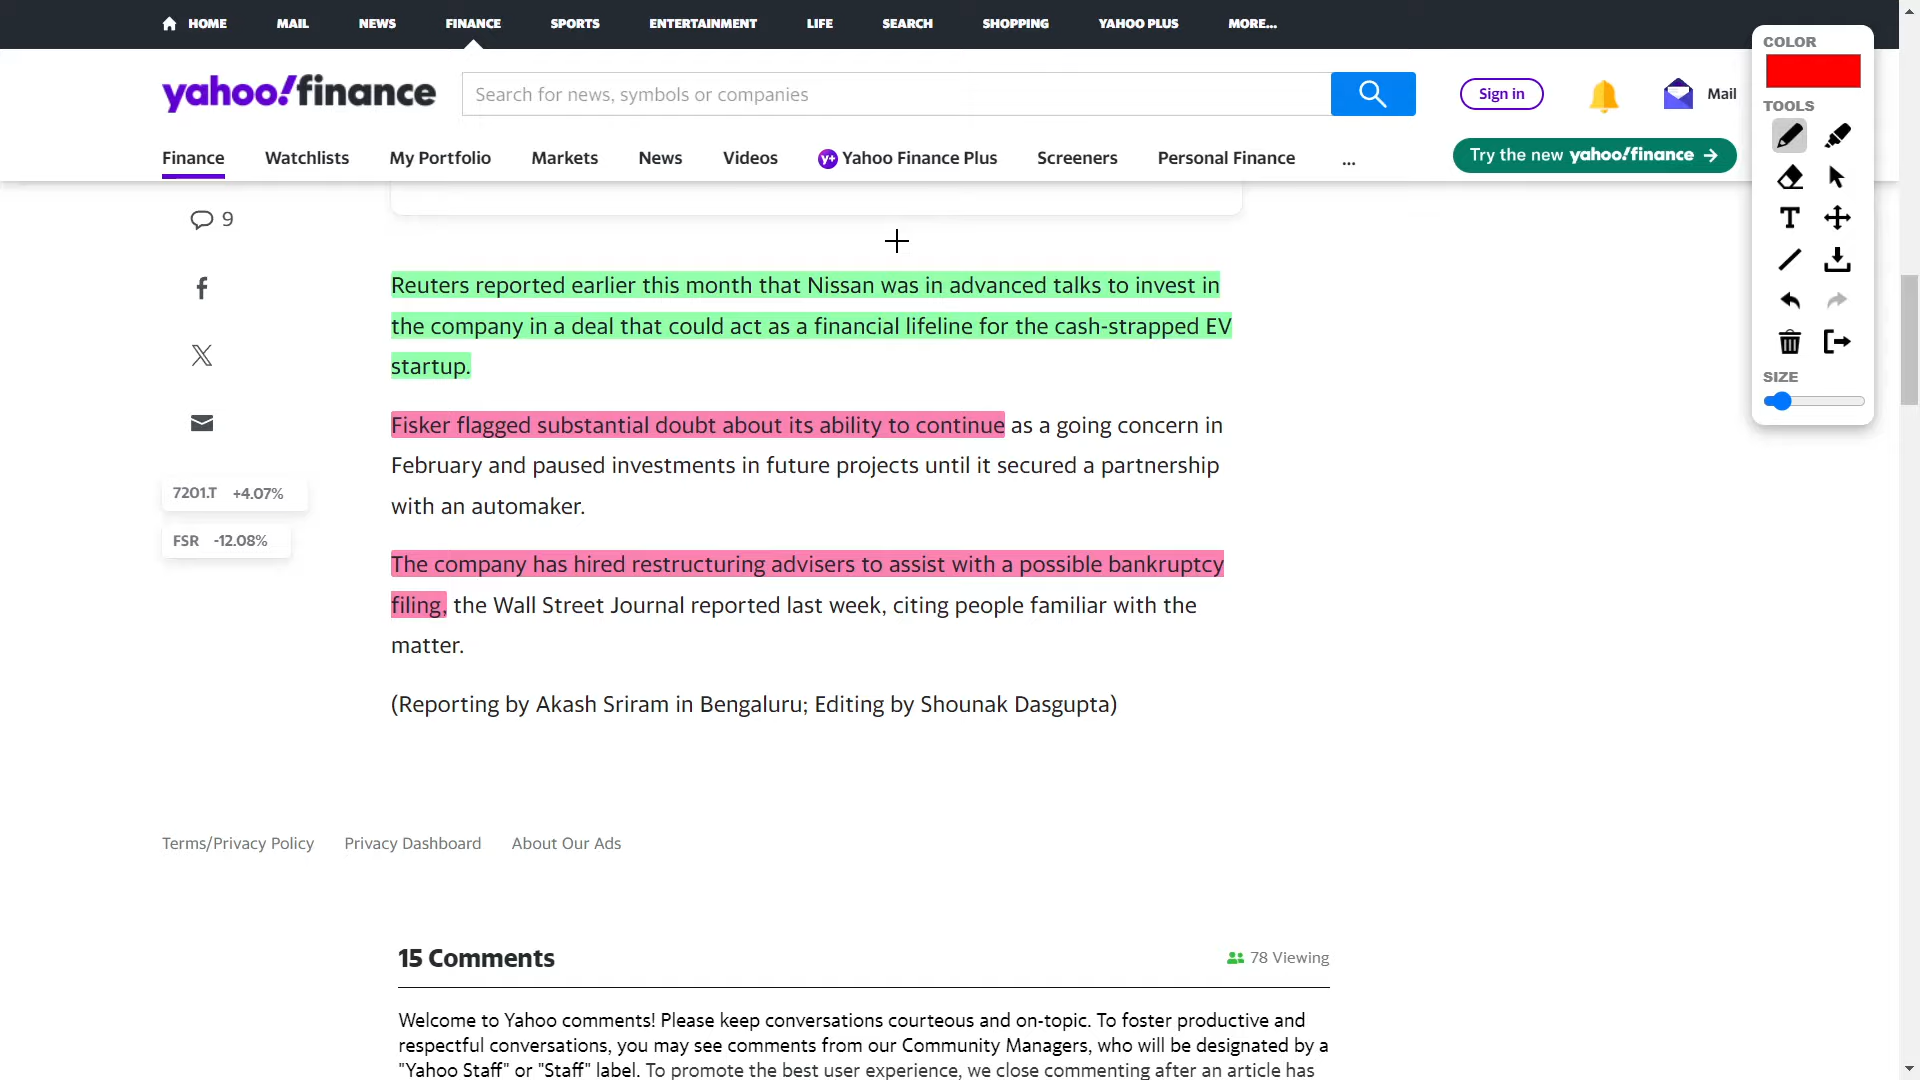 HOME MAIL NEWS FINANCE SPORTS ENTERTAINMENT LIFE SEARCH SHOPPING YAHOO PLUS MORE...
COLOR
yahoo!finance
Search for news, symbols or companies
Sign in
Mail
TOOLS
Finance Watchlists My Portfolio Markets News Videos y+ Yahoo Finance Plus Screeners Personal Finance ...
Try the new yahoo!finance →
9
Reuters reported earlier this month that Nissan was in advanced talks to invest in
the company in a deal that could act as a financial lifeline for the cash-strapped EV
startup.
SIZE
Fisker flagged substantial doubt about its ability to continue as a going concern in
February and paused investments in future projects until it secured a partnership
with an automaker.
7201.T +4.07%
FSR -12.08%
The company has hired restructuring advisers to assist with a possible bankruptcy
filing, the Wall Street Journal reported last week, citing people familiar with the
matter.
(Reporting by Akash Sriram in Bengaluru; Editing by Shounak Dasgupta)
Terms/Privacy Policy Privacy Dashboard About Our Ads
15 Comments
78 Viewing
Welcome to Yahoo comments! Please keep conversations courteous and on-topic. To foster productive and
respectful conversations, you may see comments from our Community Managers, who will be designated by a
"Yahoo Staff" or "Staff" label. To promote the best user experience, we close commenting after an article has